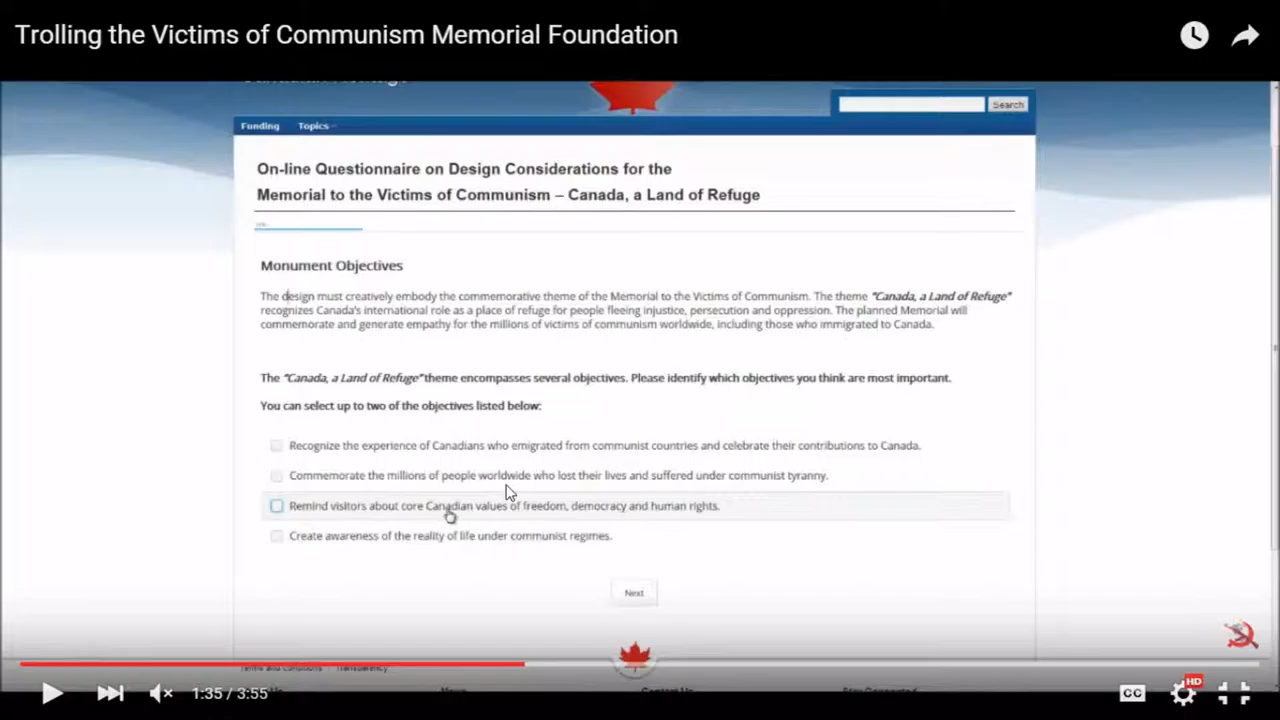 Trolling the Victims of Communism Memorial Foundation
Search
Funding Topics
On-line Questionnaire on Design Considerations for the
Memorial to the Victims of Communism – Canada, a Land of Refuge
Monument Objectives
The design must creatively embody the commemorative theme of the Memorial to the Victims of Communism. The theme "Canada, a Land of Refuge"
recognizes Canada's international role as a place of refuge for people fleeing injustice, persecution and oppression. The planned Memorial will
commemorate and generate empathy for the millions of victims of communism worldwide, including those who immigrated to Canada.
The "Canada, a Land of Refuge" theme encompasses several objectives. Please identify which objectives you think are most important.
You can select up to two of the objectives listed below:
Recognize the experience of Canadians who emigrated from communist countries and celebrate their contributions to Canada.
Commemorate the millions of people worldwide who lost their lives and suffered under communist tyranny.
Remind visitors about core Canadian values of freedom, democracy and human rights.
Create awareness of the reality of life under communist regimes.
Next
Terms and Conditions Transparency
1:35 / 3:55 CC HD